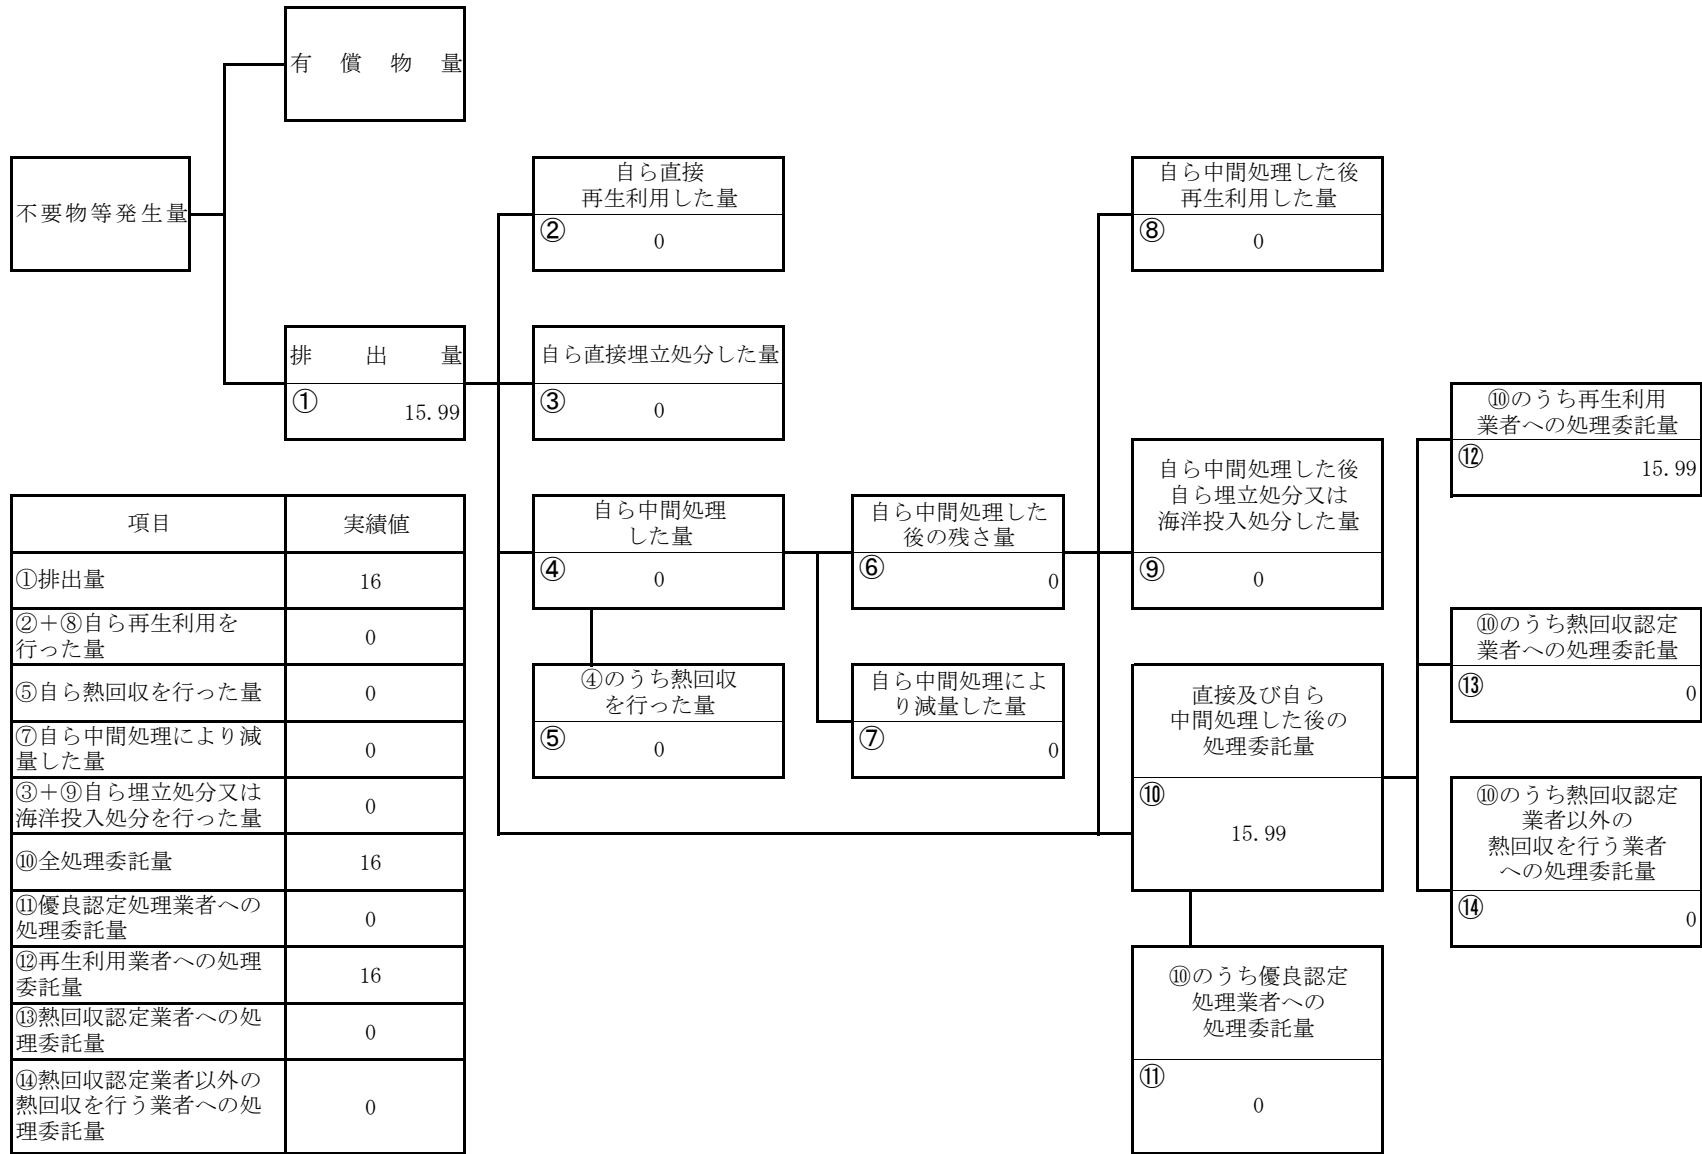 有償物量
不要物等発生量
排出量
① 15.99
自ら直接
再生利用した量
② 0
自ら直接埋立処分した量
③ 0
自ら中間処理
した量
④ 0
④のうち熱回収
を行った量
⑤ 0
自ら中間処理した
後の残さ量
⑥ 0
自ら中間処理によ
り減量した量
⑦ 0
自ら中間処理した後
再生利用した量
⑧ 0
自ら中間処理した後
自ら埋立処分又は
海洋投入処分した量
⑨ 0
直接及び自ら
中間処理した後の
処理委託量
⑩
15.99
⑩のうち優良認定
処理業者への
処理委託量
⑪
0
⑩のうち再生利用
業者への処理委託量
⑫ 15.99
⑩のうち熱回収認定
業者への処理委託量
⑬ 0
⑩のうち熱回収認定
業者以外の
熱回収を行う業者
への処理委託量
⑭ 0
項目 実績値
①排出量 16
②＋⑧自ら再生利用を
行った量 0
⑤自ら熱回収を行った量 0
⑦自ら中間処理により減
量した量 0
③＋⑨自ら埋立処分又は
海洋投入処分を行った量 0
⑩全処理委託量 16
⑪優良認定処理業者への
処理委託量 0
⑫再生利用業者への処理
委託量 16
⑬熱回収認定業者への処
理委託量 0
⑭熱回収認定業者以外の
熱回収を行う業者への処
理委託量 0